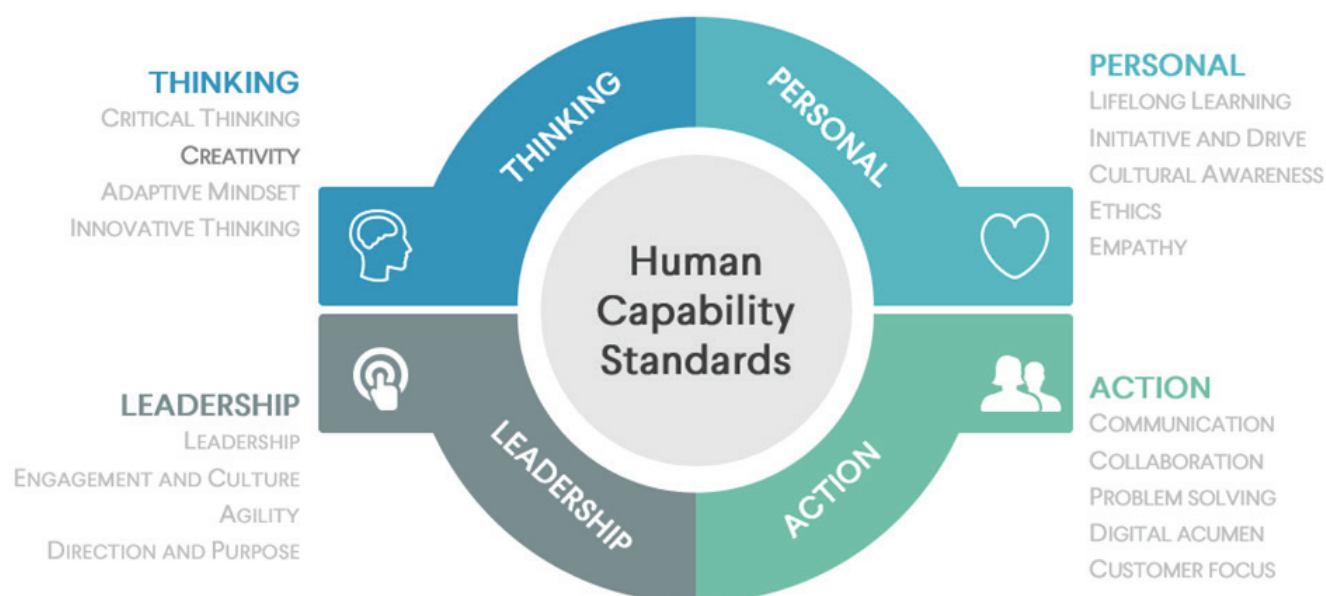 THINKING
CRITICAL THINKING
CREATIVITY
ADAPTIVE MINDSET
INNOVATIVE THINKING
LEADERSHIP
LEADERSHIP
ENGAGEMENT AND CULTURE
AGILITY
DIRECTION AND PURPOSE
THINKING
PERSONAL
Human
Capability
Standards
LEADERSHIP
ACTION
PERSONAL
LIFELONG LEARNING
INITIATIVE AND DRIVE
CULTURAL AWARENESS
ETHICS
EMPATHY
ACTION
COMMUNICATION
COLLABORATION
PROBLEM SOLVING
DIGITAL ACUMEN
CUSTOMER FOCUS